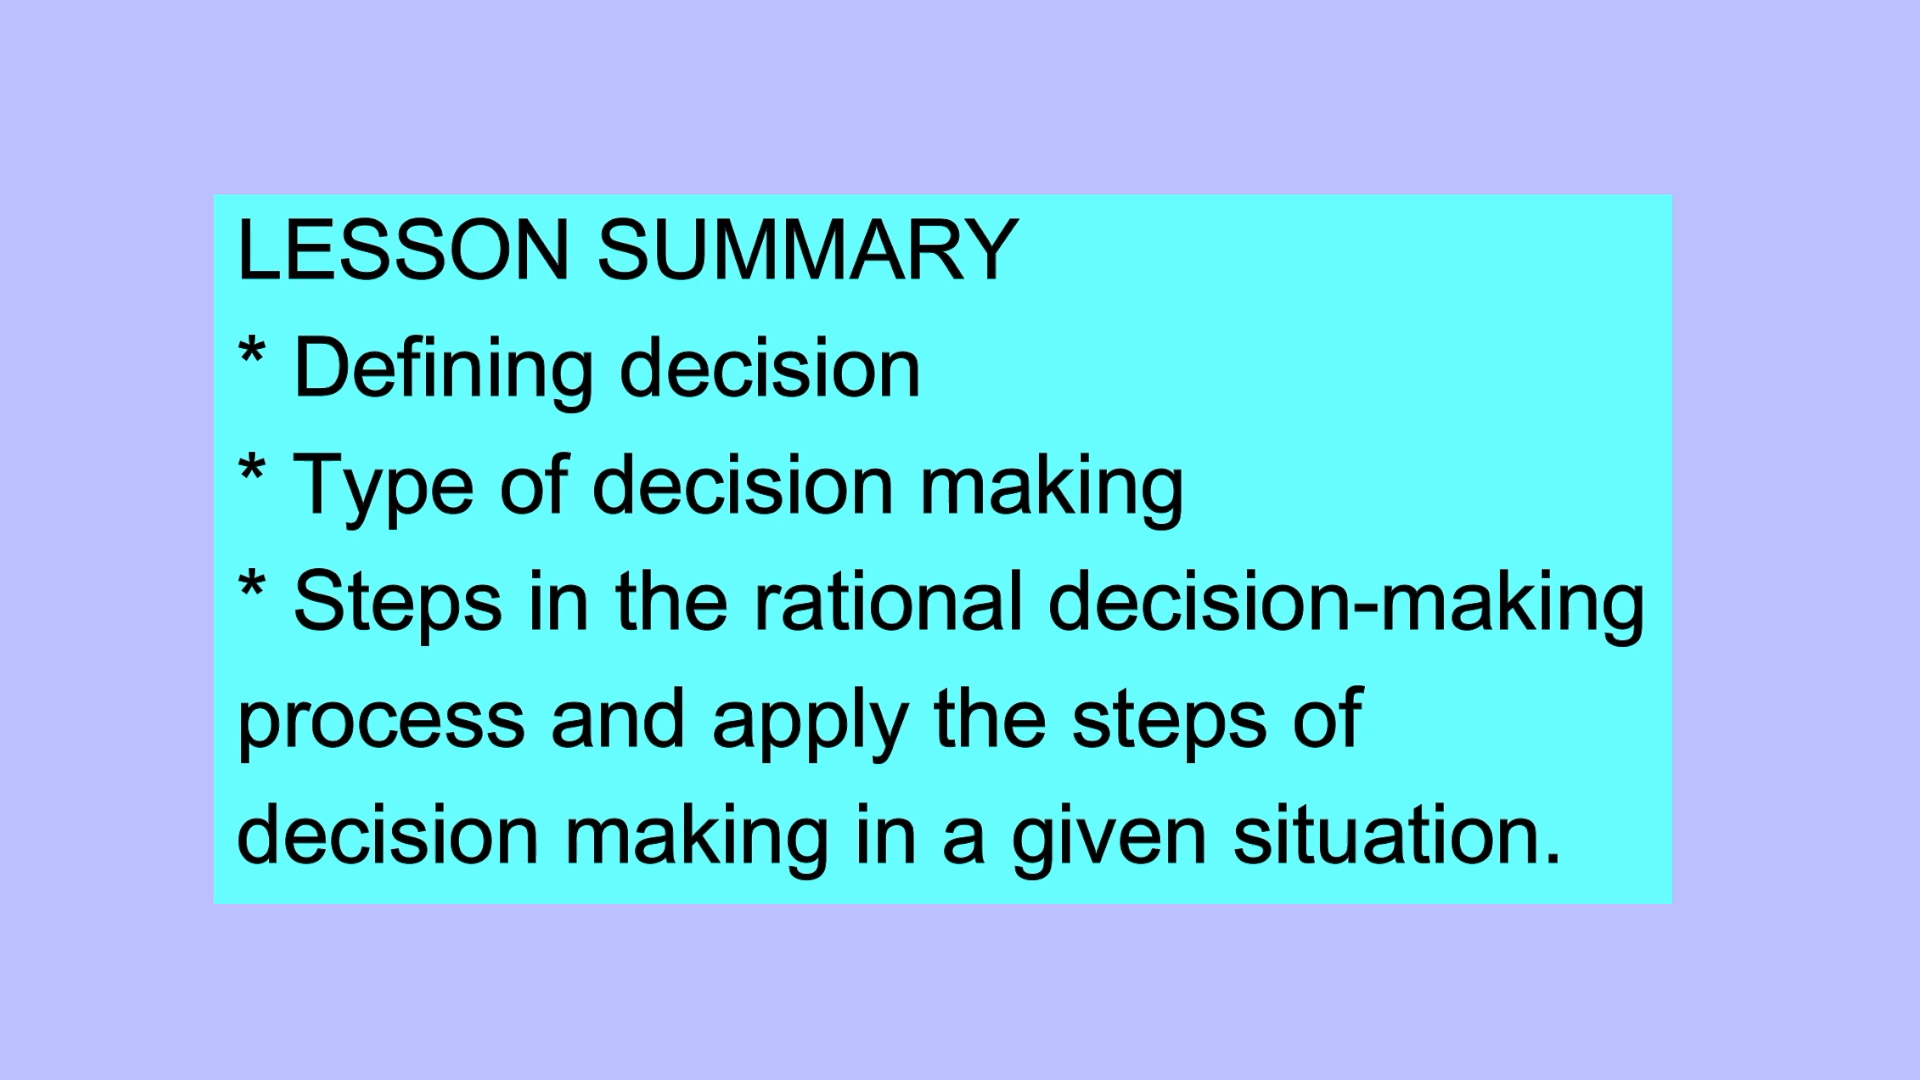 LESSON SUMMARY
* Defining decision
* Type of decision making
* Steps in the rational decision-making
process and apply the steps of
decision making in a given situation.